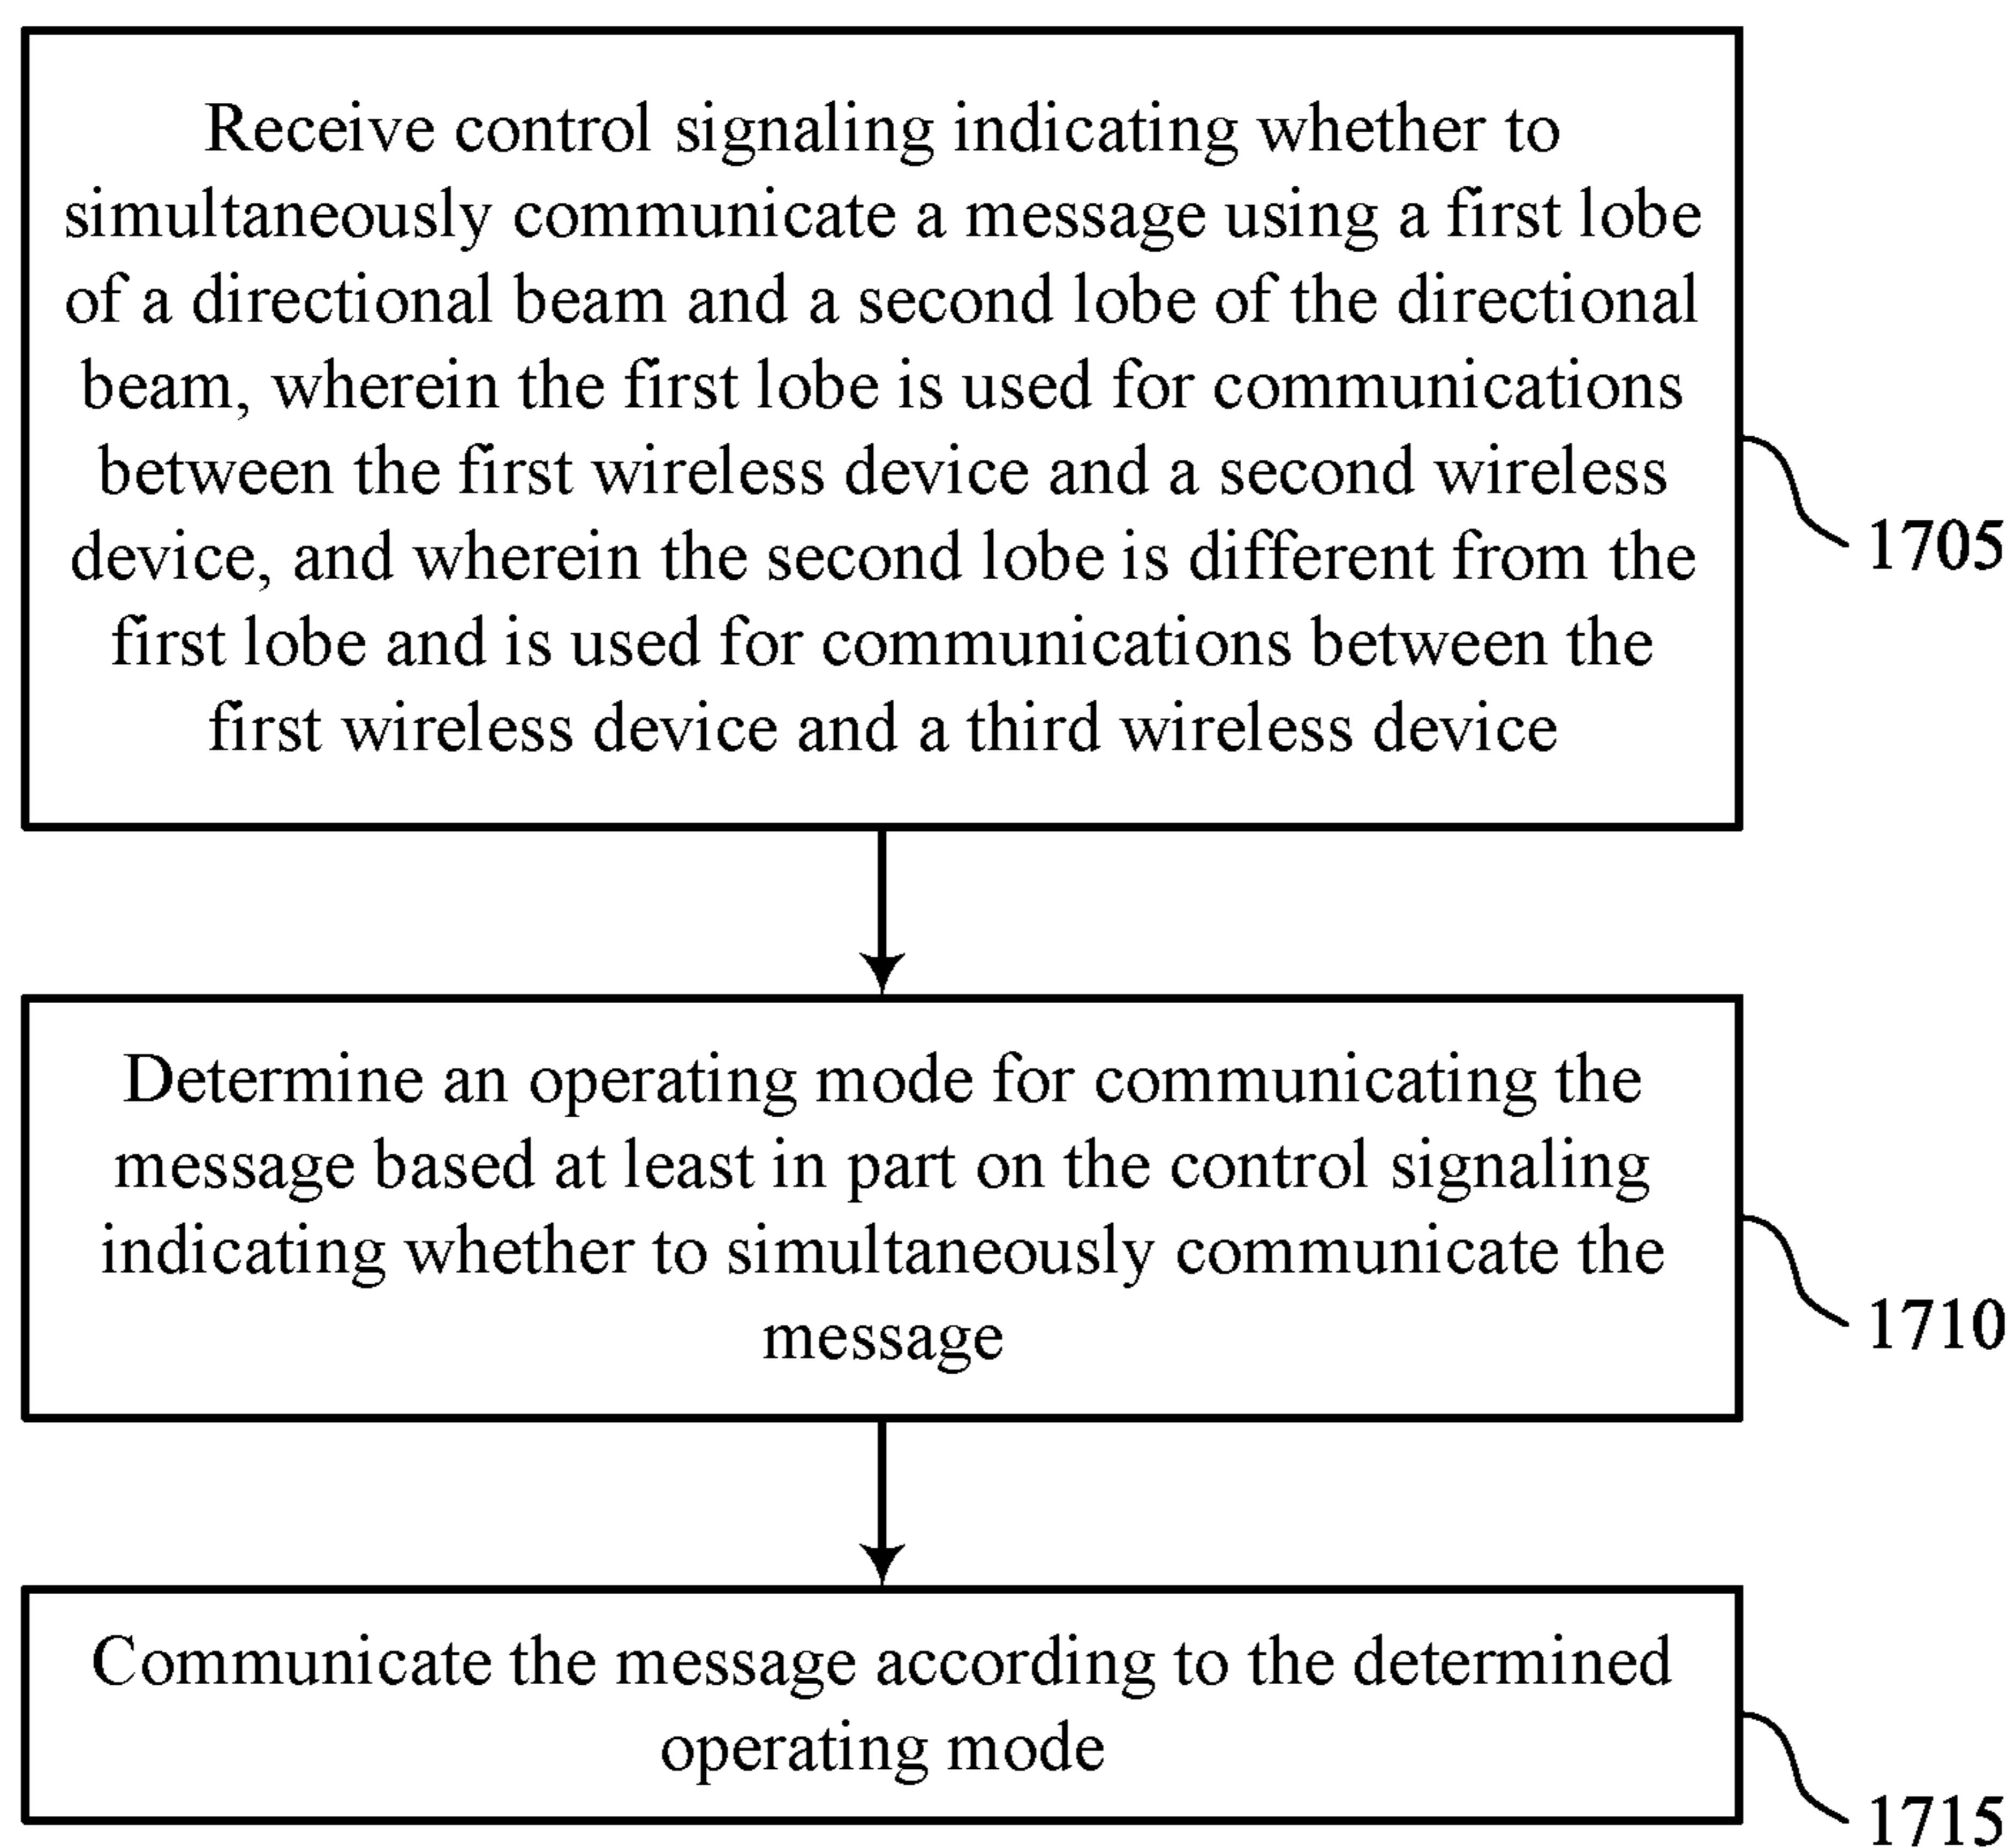 Receive control signaling indicating whether to
simultaneously communicate a message using a first lobe
of a directional beam and a second lobe of the directional
beam, wherein the first lobe is used for communications
between the first wireless device and a second wireless
device, and wherein the second lobe is different from the
first lobe and is used for communications between the
first wireless device and a third wireless device
1705
Determine an operating mode for communicating the
message based at least in part on the control signaling
indicating whether to simultaneously communicate the
message
1710
Communicate the message according to the determined
operating mode
1715